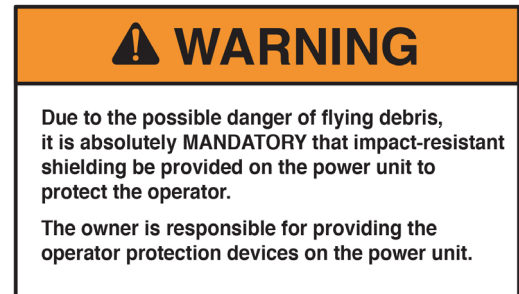 WARNING
Due to the possible danger of flying debris,
it is absolutely MANDATORY that impact-resistant
shielding be provided on the power unit to
protect the operator.
The owner is responsible for providing the
operator protection devices on the power unit.